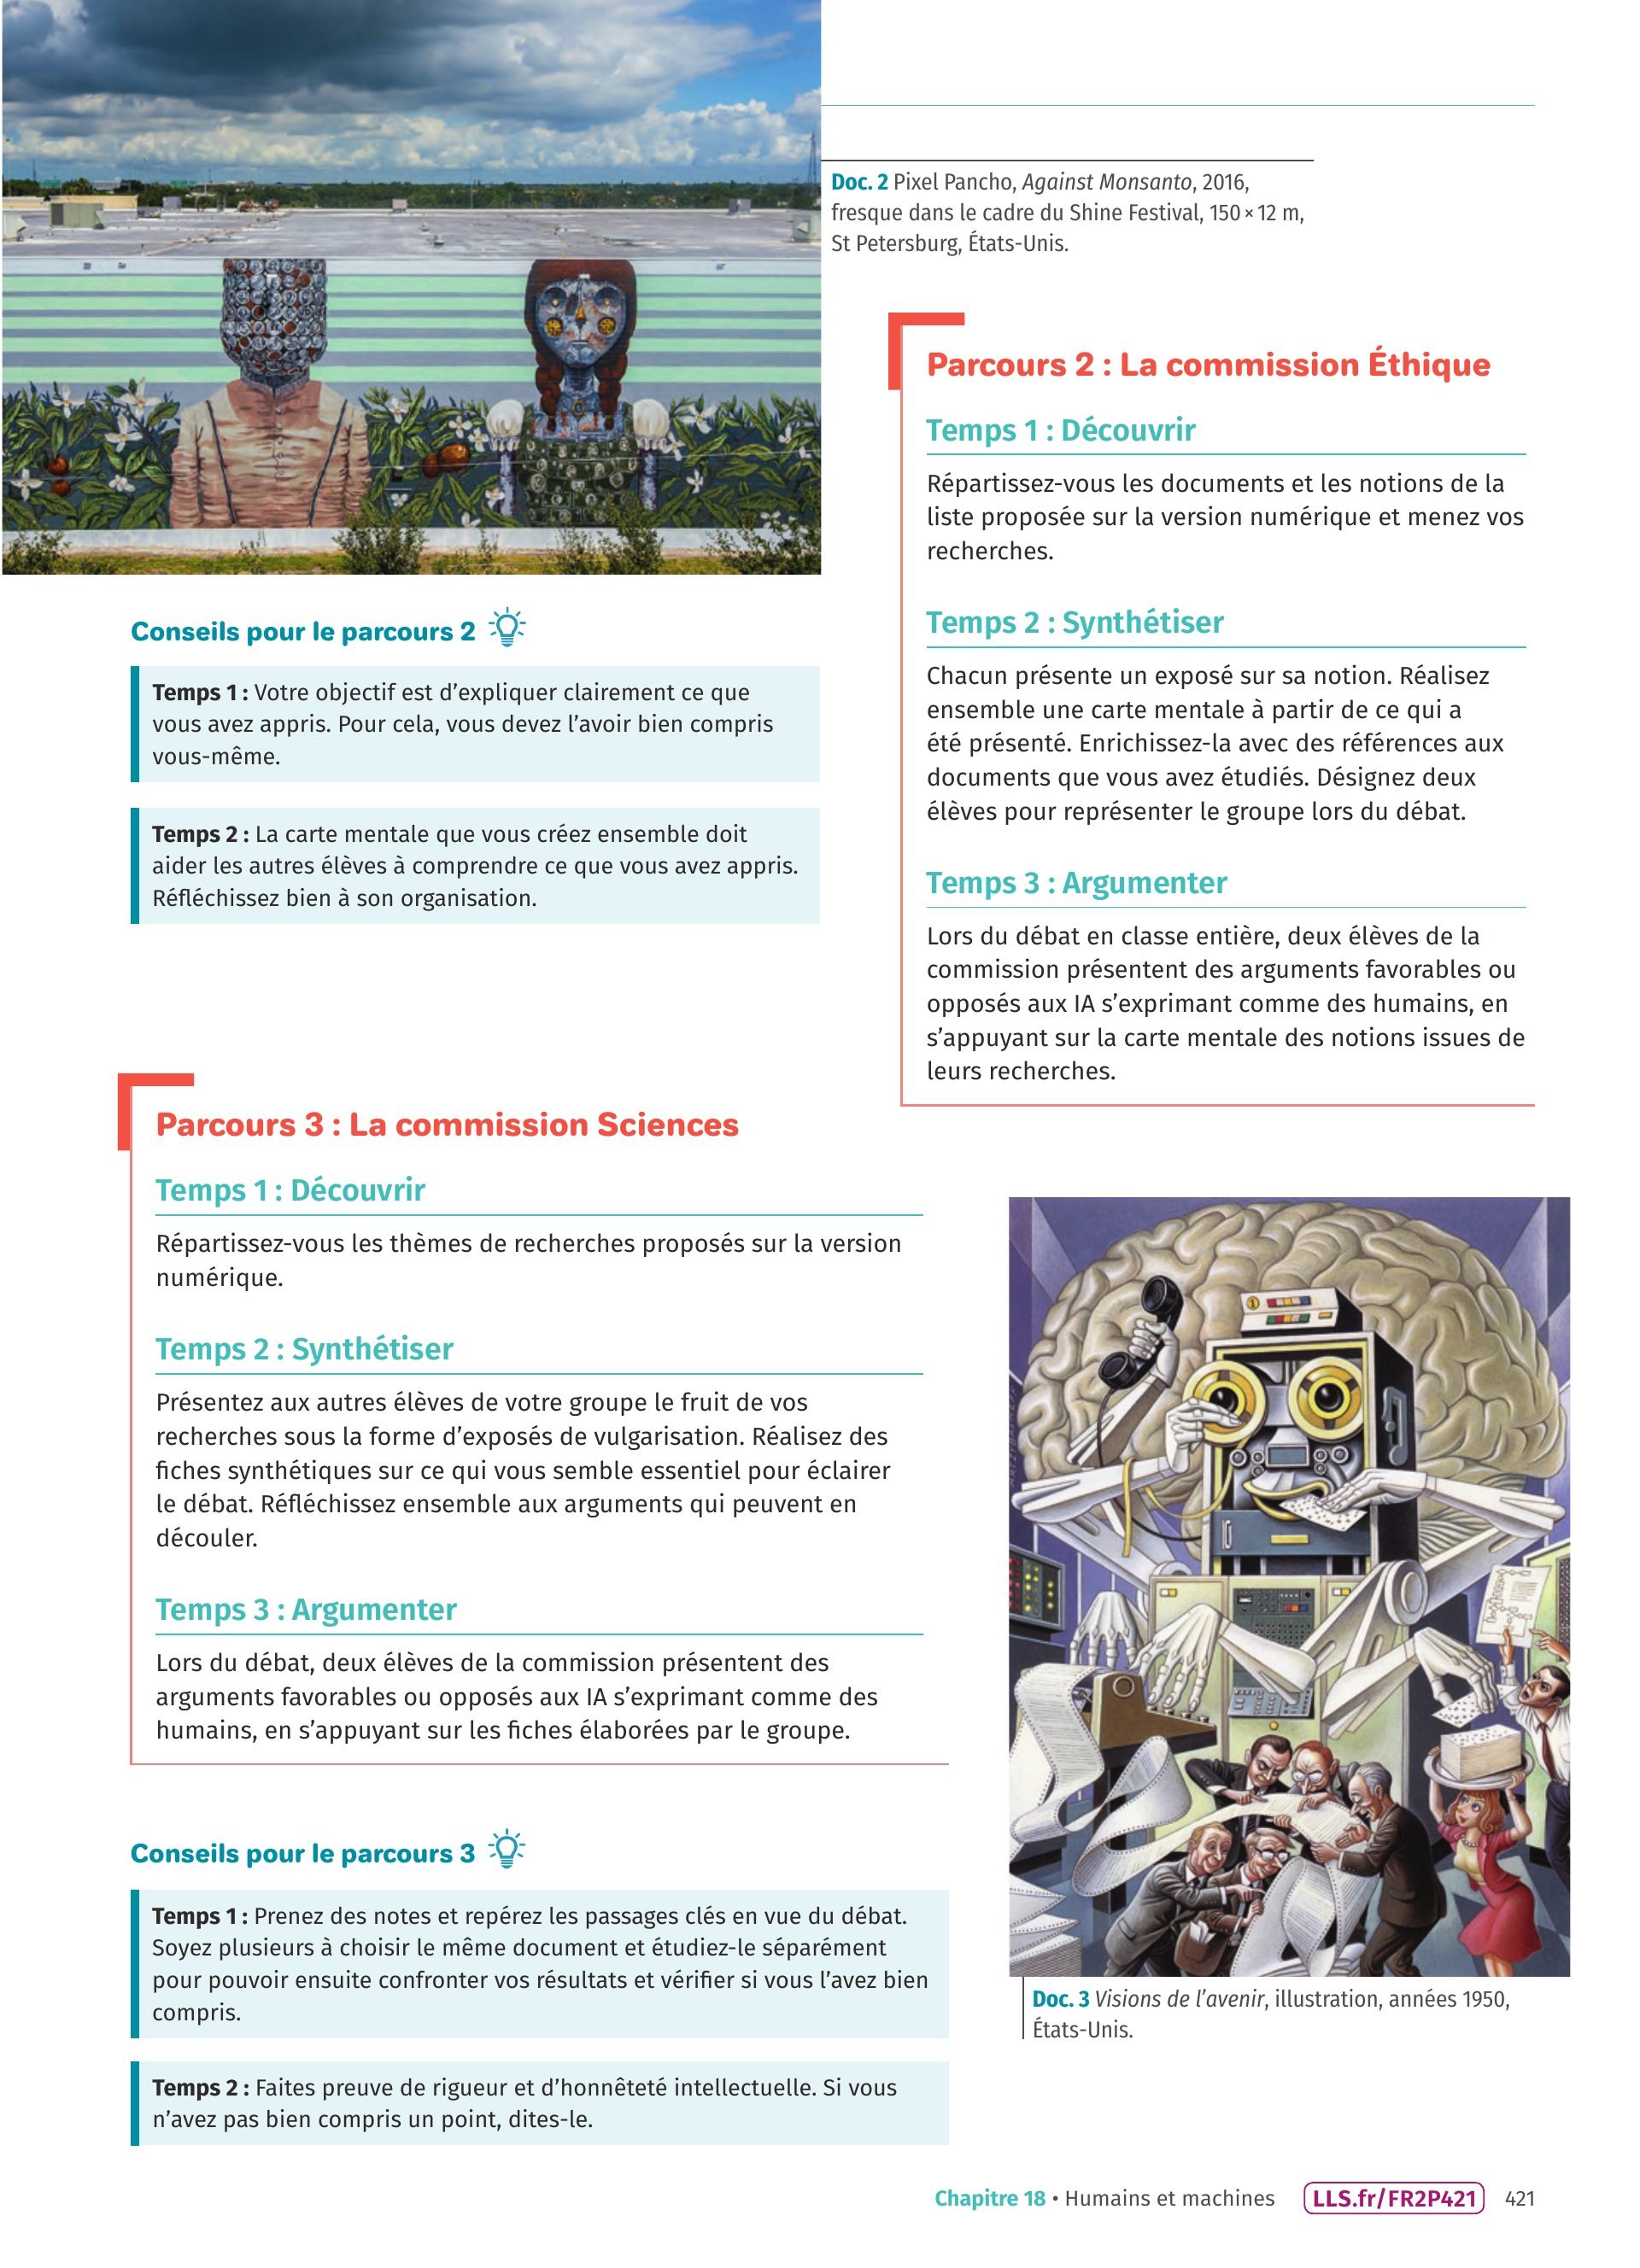 Doc. 2 Pixel Pancho, Against Monsanto, 2016,
fresque dans le cadre du Shine Festival, 150 × 12 m,
St Petersburg, États-Unis.
Parcours 2 : La commission Éthique
Temps 1 : Découvrir
Répartissez-vous les documents et les notions de la
liste proposée sur la version numérique et menez vos
recherches.
Temps 2 : Synthétiser
Chacun présente un exposé sur sa notion. Réalisez
ensemble une carte mentale à partir de ce qui a
été présenté. Enrichissez-la avec des références aux
documents que vous avez étudiés. Désignez deux
élèves pour représenter le groupe lors du débat.
Temps 3 : Argumenter
Lors du débat en classe entière, deux élèves de la
commission présentent des arguments favorables ou
opposés aux IA s'exprimant comme des humains, en
s'appuyant sur la carte mentale des notions issues de
leurs recherches.
Conseils pour le parcours 2
Temps 1 : Votre objectif est d'expliquer clairement ce que
vous avez appris. Pour cela, vous devez l'avoir bien compris
vous-même.
Temps 2 : La carte mentale que vous créez ensemble doit
aider les autres élèves à comprendre ce que vous avez appris.
Réfléchissez bien à son organisation.
Parcours 3 : La commission Sciences
Temps 1 : Découvrir
Répartissez-vous les thèmes de recherches proposés sur la version
numérique.
Temps 2 : Synthétiser
Présentez aux autres élèves de votre groupe le fruit de vos
recherches sous la forme d'exposés de vulgarisation. Réalisez des
fiches synthétiques sur ce qui vous semble essentiel pour éclairer
le débat. Réfléchissez ensemble aux arguments qui peuvent en
découler.
Temps 3 : Argumenter
Lors du débat, deux élèves de la commission présentent des
arguments favorables ou opposés aux IA s'exprimant comme des
humains, en s'appuyant sur les fiches élaborées par le groupe.
Conseils pour le parcours 3
Temps 1 : Prenez des notes et repérez les passages clés en vue du débat.
Soyez plusieurs à choisir le même document et étudiez-le séparément
pour pouvoir ensuite confronter vos résultats et vérifier si vous l'avez bien
compris.
Temps 2 : Faites preuve de rigueur et d'honnêteté intellectuelle. Si vous
n'avez pas bien compris un point, dites-le.
Doc. 3 Visions de l'avenir, illustration, années 1950,
États-Unis.
Chapitre 18 • Humains et machines LLS.fr/FR2P421 421